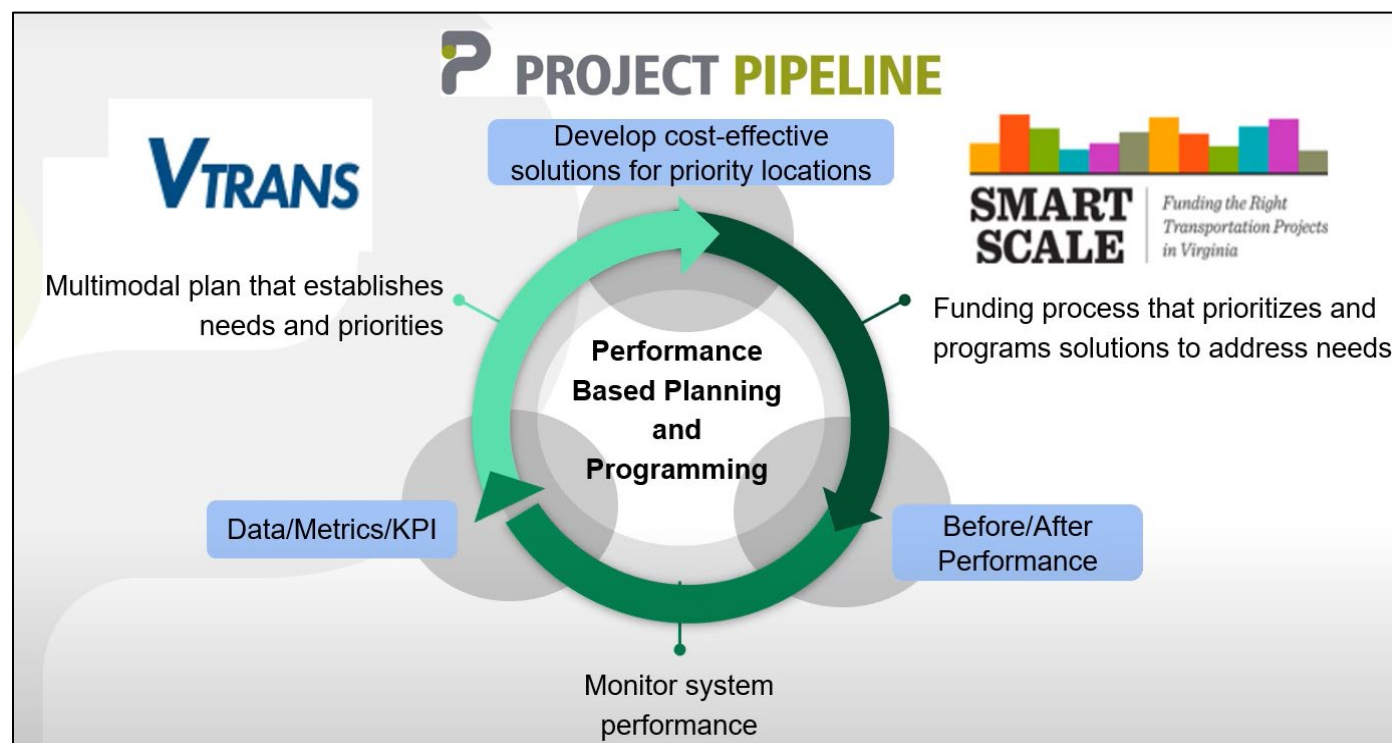 PROJECT PIPELINE
Develop cost-effective
solutions for priority locations
VTRANS
Multimodal plan that establishes
needs and priorities
SMART
SCALE
Funding the Right
Transportation Projects
in Virginia
Funding process that prioritizes and
programs solutions to address needs
Performance
Based Planning
and
Programming
Data/Metrics/KPI
Before/After
Performance
Monitor system
performance